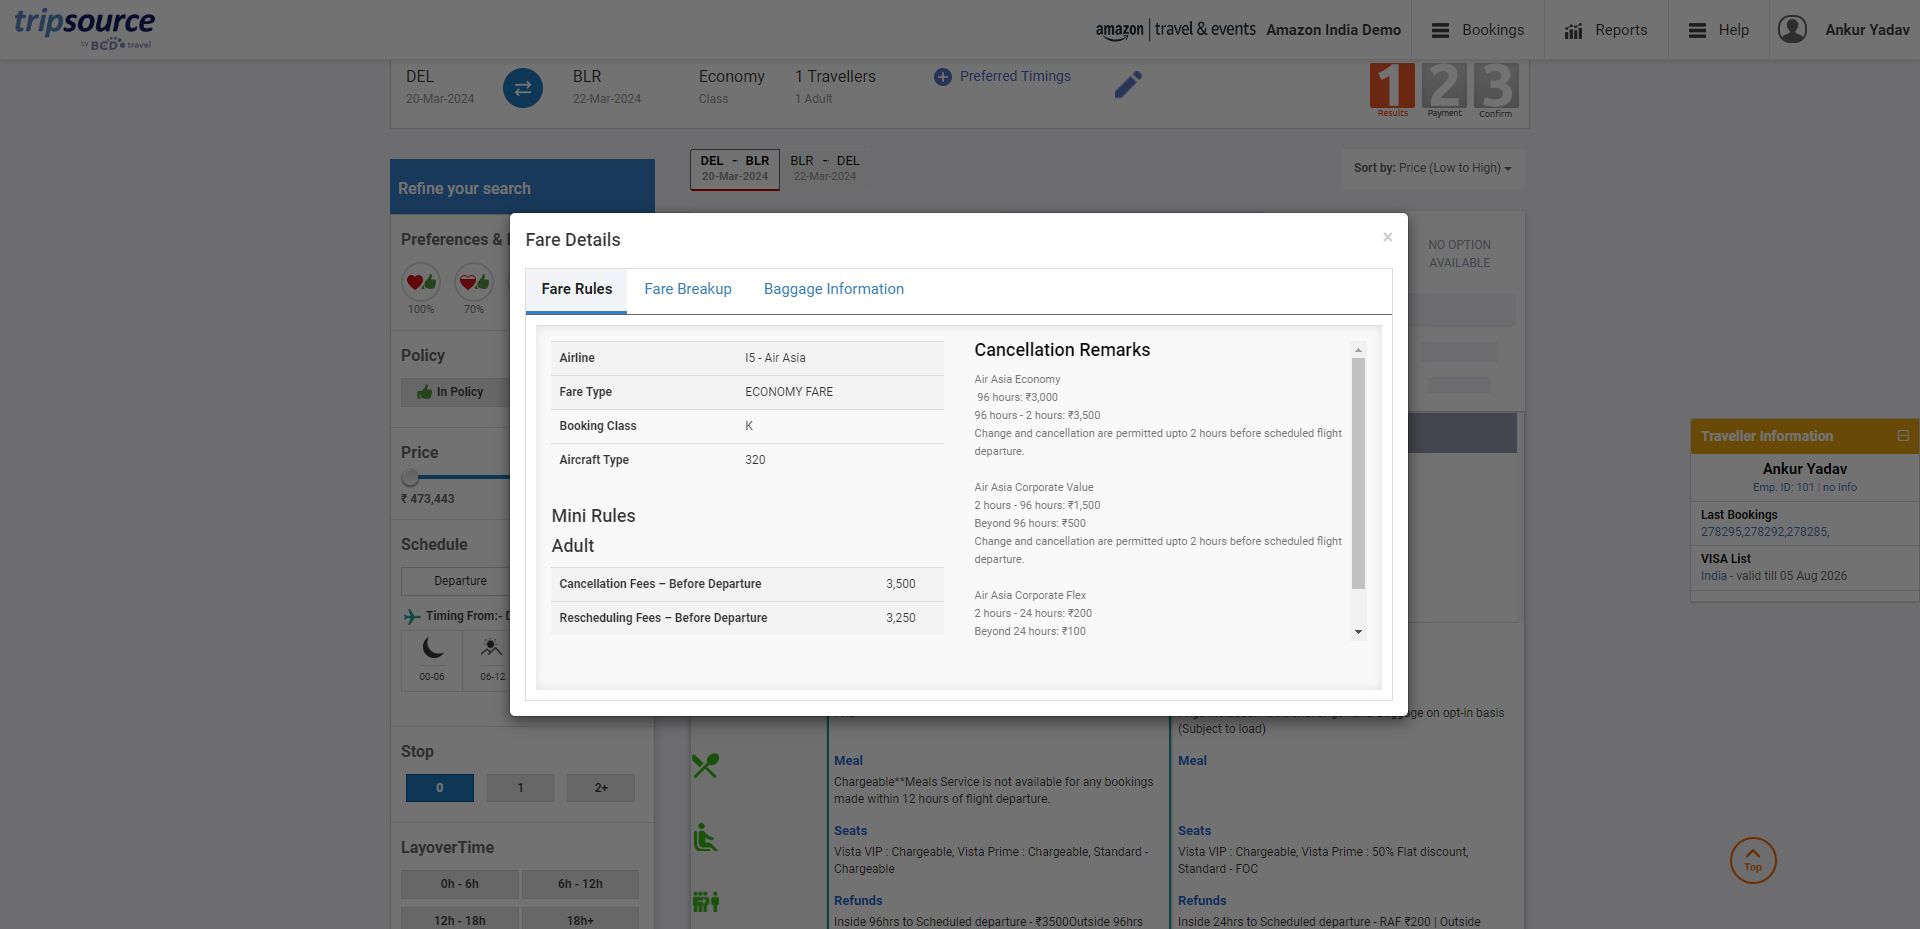 tripsource
by BCD travel
amazon travel & events
Amazon India Demo
Bookings
Reports
Help
Ankur Yadav
DEL
20-Mar-2024
BLR
22-Mar-2024
Economy
Class
1 Travellers
1 Adult
Preferred Timings
1 2 3
Results Payment Confirm
DEL - BLR
20-Mar-2024
BLR - DEL
22-Mar-2024
Sort by: Price (Low to High)
Refine your search
Preferences &
100%
70%
Policy
In Policy
Price
₹ 473,443
Schedule
Departure
Timing From:- D
00-06
06-12
Stop
0
1
2+
LayoverTime
0h - 6h
6h - 12h
12h - 18h
18h+
Fare Details
×
Fare Rules
Fare Breakup
Baggage Information
Airline I5 - Air Asia
Fare Type ECONOMY FARE
Booking Class K
Aircraft Type 320
Mini Rules
Adult
Cancellation Fees – Before Departure 3,500
Rescheduling Fees – Before Departure 3,250
Cancellation Remarks
Air Asia Economy
96 hours: ₹3,000
96 hours - 2 hours: ₹3,500
Change and cancellation are permitted upto 2 hours before scheduled flight
departure.
Air Asia Corporate Value
2 hours - 96 hours: ₹1,500
Beyond 96 hours: ₹500
Change and cancellation are permitted upto 2 hours before scheduled flight
departure.
Air Asia Corporate Flex
2 hours - 24 hours: ₹200
Beyond 24 hours: ₹100
NO OPTION
AVAILABLE
on opt-in basis
(Subject to load)
Meal
Chargeable**Meals Service is not available for any bookings
made within 12 hours of flight departure.
Meal
Seats
Vista VIP : Chargeable, Vista Prime : Chargeable, Standard -
Chargeable
Seats
Vista VIP : Chargeable, Vista Prime : 50% Flat discount,
Standard - FOC
Refunds
Inside 96hrs to Scheduled departure - ₹3500Outside 96hrs
Refunds
Inside 24hrs to Scheduled departure - RAF ₹200 | Outside
Traveller Information
Ankur Yadav
Emp. ID: 101 | no Info
Last Bookings
278295,278292,278285,
VISA List
India - valid till 05 Aug 2026
Top